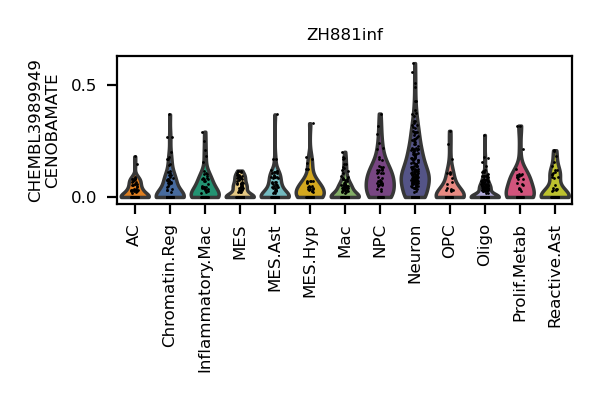 ZH881inf
CHEMBL3989949
CENOBAMATE
0.5
0.0
AC
Chromatin.Reg
Inflammatory.Mac
MES
MES.Ast
MES.Hyp
Mac
NPC
Neuron
OPC
Oligo
Prolif.Metab
Reactive.Ast